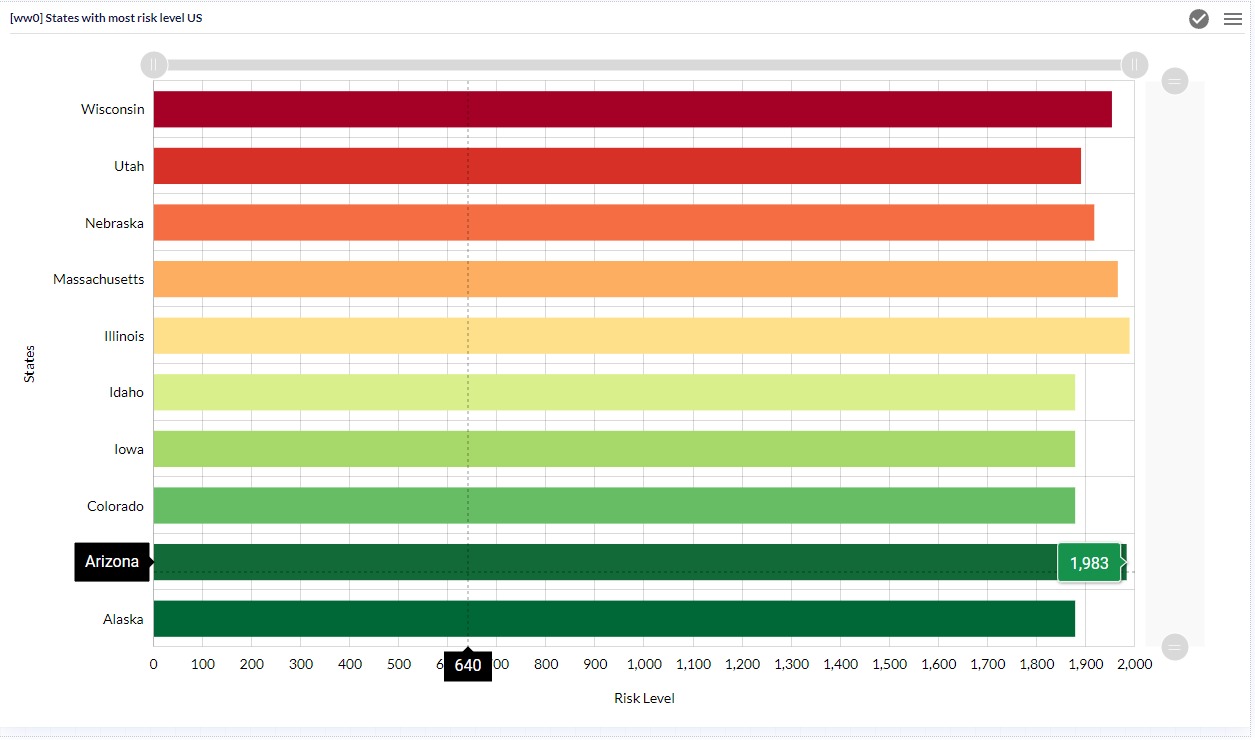 [ww0] States with most risk level US
Wisconsin
Utah
Nebraska
Massachusetts
Illinois
States
Idaho
Iowa
Colorado
Arizona
1,983
Alaska
0 100 200 300 400 500 640 800 900 1,000 1,100 1,200 1,300 1,400 1,500 1,600 1,700 1,800 1,900 2,000
Risk Level